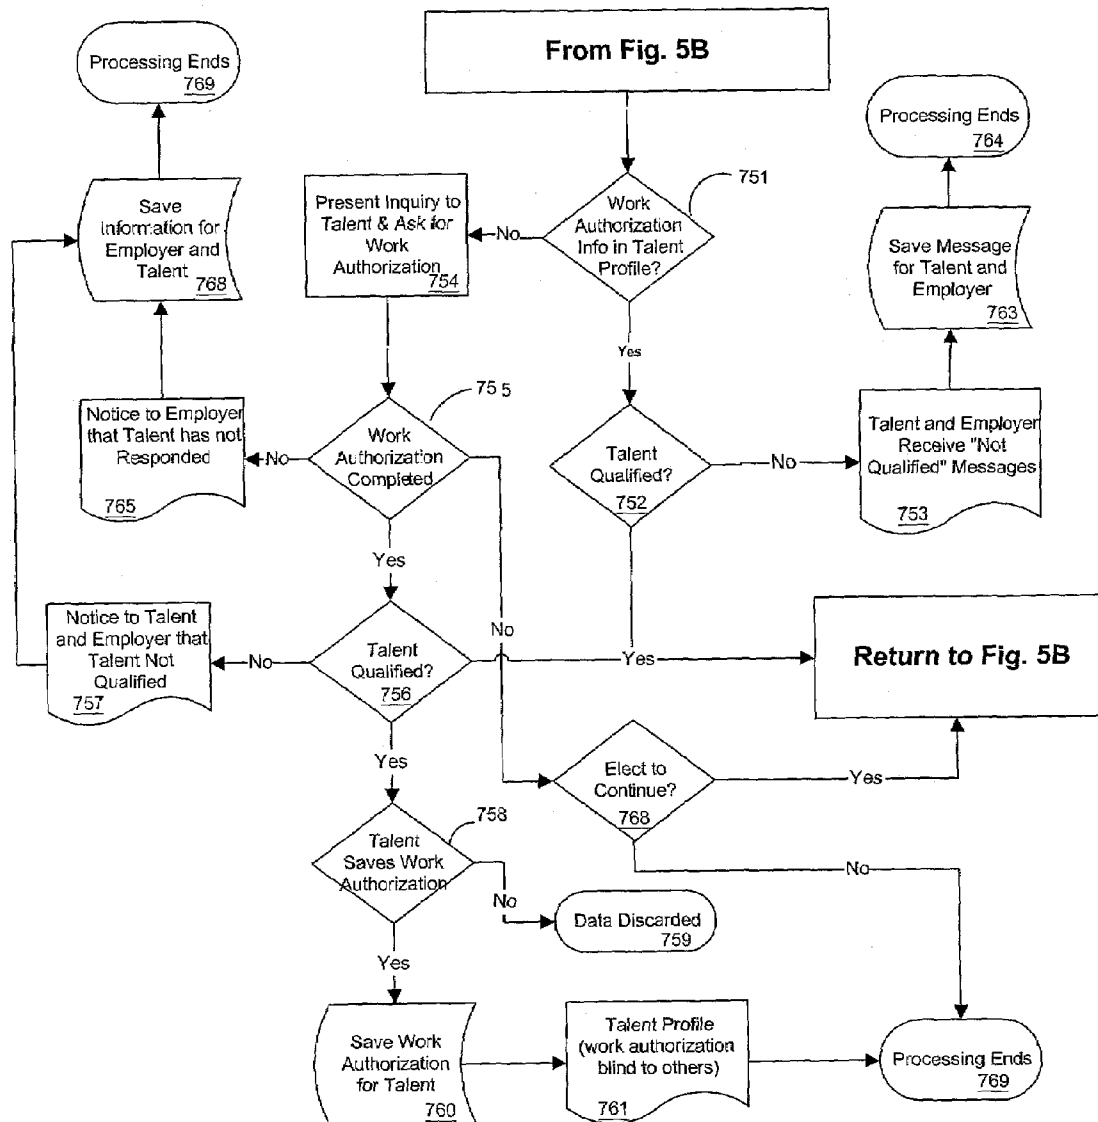 From Fig. 5B
Processing Ends
769
Processing Ends
764
751
Work
Authorization
Info in Talent
Profile?
No
Present Inquiry to
Talent & Ask for
Work
Authorization
754
Save
Information for
Employer and
Talent
768
Save Message
for Talent and
Employer
763
Yes
75 5
Notice to Employer
that Talent has not
Responded
765
No
Work
Authorization
Completed
Talent
Qualified?
752
No
Talent and Employer
Receive "Not
Qualified" Messages
753
Yes
No
Notice to Talent
and Employer that
Talent Not
Qualified
757
No
Talent
Qualified?
756
Yes
Return to Fig. 5B
Yes
Elect to
Continue?
768
Yes
758
Talent
Saves Work
Authorization
No
Data Discarded
759
No
Yes
Save Work
Authorization
for Talent
760
Talent Profile
(work authorization
blind to others)
761
Processing Ends
769